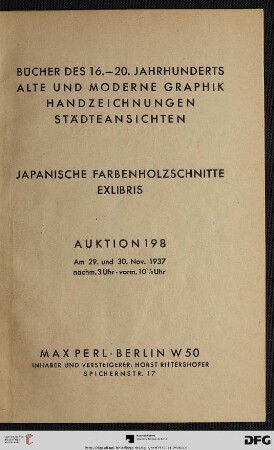 BÜCHER DES 16.–20. JAHRHUNDERTS
ALTE UND MODERNE GRAPHIK
HANDZEICHNUNGEN
STÄDTEANSICHTEN
JAPANISCHE FARBENHOLZSCHNITTE
EXLIBRIS
AUKTION 198
Am 29. und 30. Nov. 1937
nachm. 3 Uhr - vorm. 10½ Uhr
MAX PERL · BERLIN W 50
INHABER UND VERSTEIGERER: HORST RITTERSHOFER
SPICHERNSTR. 17
DFG